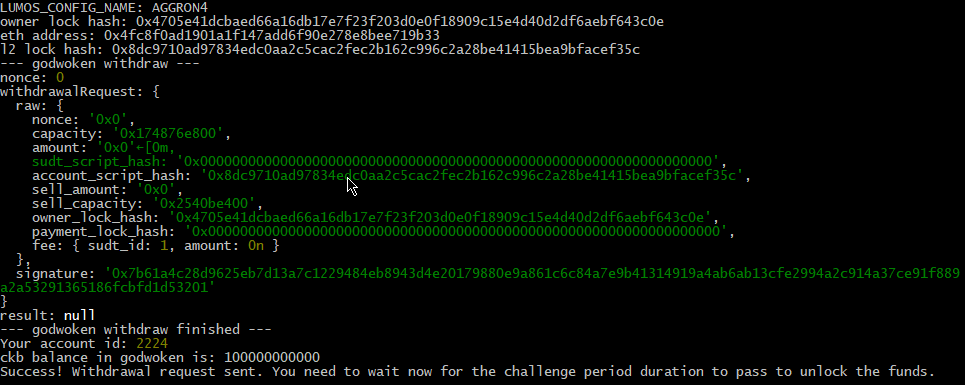 LUMOS_CONFIG_NAME: AGGRON4
owner lock hash: 0x4705e41dcbaed66a16db17e7f23f203d0e0f18909c15e4d40d2df6aebf643c0e
eth address: 0x4fc8f0ad1901a1f147add6f90e278e8bee719b33
l2 lock hash: 0x8dc9710ad97834edc0aa2c5cac2fec2b162c996c2a28be41415bea9bfacef35c
--- godwoken withdraw ---
nonce: 0
withdrawalRequest: {
  raw: {
    nonce: '0x0',
    capacity: '0x174876e800',
    amount: '0x0'←[0m,
    sudt_script_hash: '0x0000000000000000000000000000000000000000000000000000000000000000',
    account_script_hash: '0x8dc9710ad97834edc0aa2c5cac2fec2b162c996c2a28be41415bea9bfacef35c',
    sell_amount: '0x0',
    sell_capacity: '0x2540be400',
    owner_lock_hash: '0x4705e41dcbaed66a16db17e7f23f203d0e0f18909c15e4d40d2df6aebf643c0e',
    payment_lock_hash: '0x0000000000000000000000000000000000000000000000000000000000000000',
    fee: { sudt_id: 1, amount: 0n }
  },
  signature: '0x7b61a4c28d9625eb7d13a7c1229484eb8943d4e20179880e9a861c6c84a7e9b41314919a4ab6ab13cfe2994a2c914a37ce91f889
a2a53291365186fcbfd1d53201'
}
result: null
--- godwoken withdraw finished ---
Your account id: 2224
ckb balance in godwoken is: 100000000000
Success! Withdrawal request sent. You need to wait now for the challenge period duration to pass to unlock the funds.